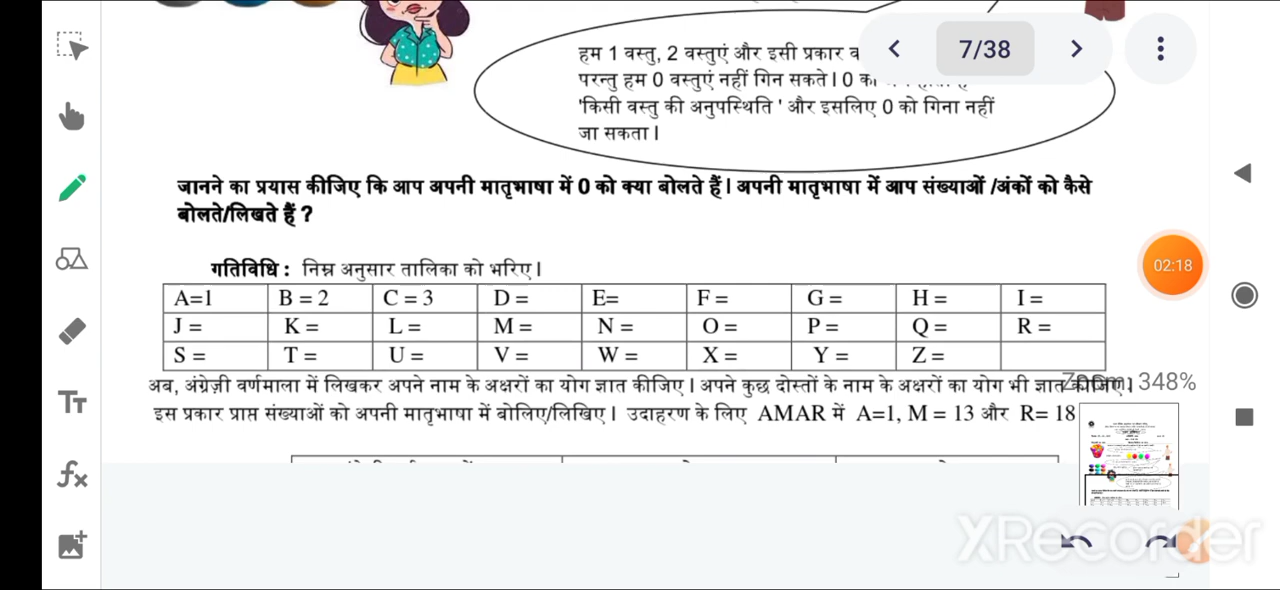 हम 1 वस्तु, 2 वस्तुएं और इसी प्रकार
परन्तु हम 0 वस्तुएं नहीं गिन सकते। 0
'किसी वस्तु की अनुपस्थिति ' और इसलिए 0 को गिना नहीं
जा सकता।
7/38
जानने का प्रयास कीजिए कि आप अपनी मातृभाषा में 0 को क्या बोलते हैं। अपनी मातृभाषा में आप संख्याओं /अंकों को कैसे
बोलते/लिखते हैं ?
02:18
गतिविधि : निम्न अनुसार तालिका को भरिए।
A=1 B = 2 C = 3 D = E= F = G = H = I =
J = K = L = M = N = O = P = Q = R =
S = T = U = V = W = X = Y = Z =
अब, अंग्रेज़ी वर्णमाला में लिखकर अपने नाम के अक्षरों का योग ज्ञात कीजिए। अपने कुछ दोस्तों के नाम के अक्षरों का योग भी ज्ञात कीजिए।
Zoom: 348%
इस प्रकार प्राप्त संख्याओं को अपनी मातृभाषा में बोलिए/लिखिए। उदाहरण के लिए AMAR में A=1, M = 13 और R= 18
Tт
fx
XRecorder